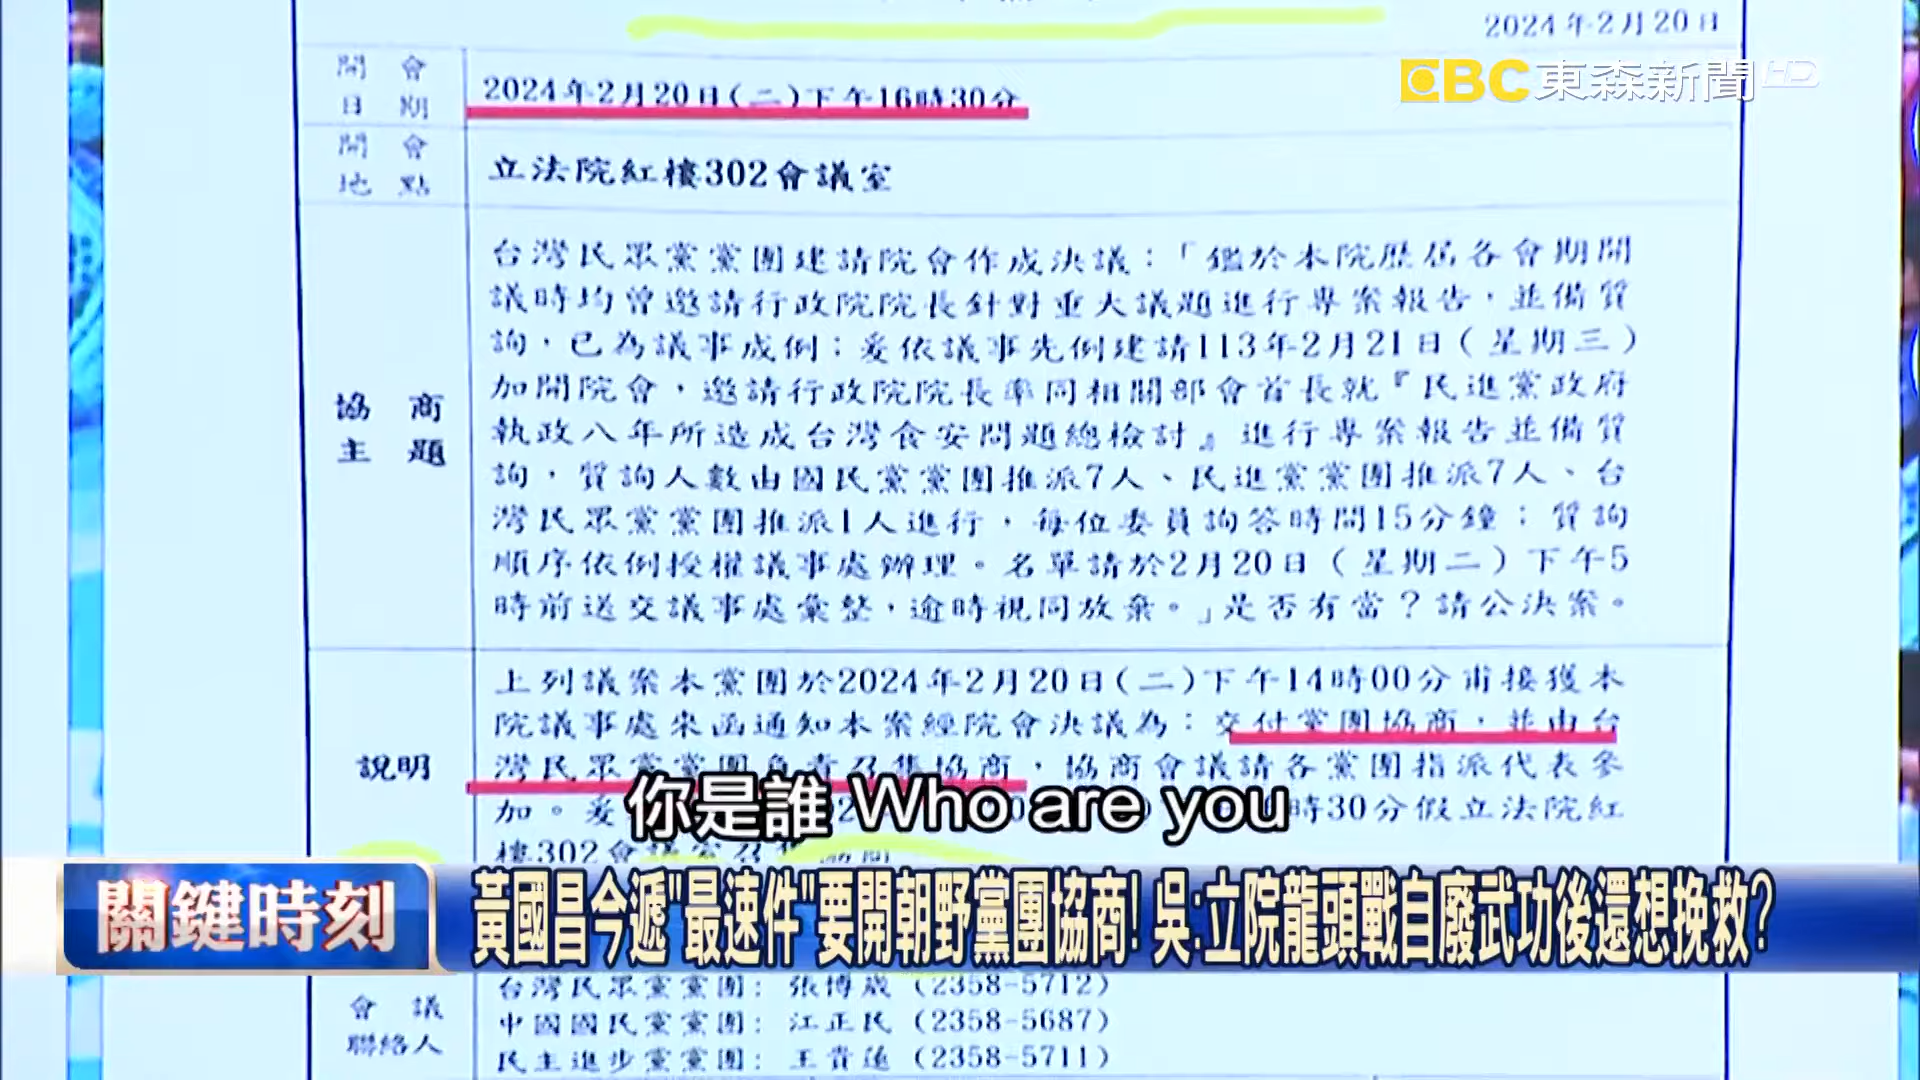 2024年2月20日
EBC 東森新聞 HD
開會日期
2024年2月20日(二)下午16時30分
開會地點
立法院紅樓302會議室
協商主題
台灣民眾黨黨團建請院會作成決議:「鑑於本院歷屆各會期開
議時均曾邀請行政院院長針對重大議題進行專案報告,並備質
詢,已為議事成例;爰依議事先例建請113年2月21日(星期三)
加開院會,邀請行政院院長率同相關部會首長就『民進黨政府
執政八年所造成台灣食安問題總檢討』進行專案報告並備質
詢,質詢人數由國民黨黨團推派7人、民進黨黨團推派7人、台
灣民眾黨黨團推派1人進行,每位委員詢答時間15分鐘;質詢
順序依例授權議事處辦理。名單請於2月20日(星期二)下午5
時前送交議事處彙整,逾時視同放棄。」是否有當?請公決案。
說明
上列議案本黨團於2024年2月20日(二)下午14時00分甫接獲本
院議事處來函通知本案經院會決議為:交付黨團協商,並由台
灣民眾黨黨團負責召集協商,協商會議請各黨團指派代表參
加。爰 時30分假立法院紅
樓302會議室召集協商
你是誰 Who are you
關鍵時刻
黃國昌今遞"最速件"要開朝野黨團協商! 吳:立院龍頭戰自廢武功後還想挽救?
會議聯絡人
台灣民眾黨黨團: 張博崴 (2358-5712)
中國國民黨黨團: 江正民 (2358-5687)
民主進步黨黨團: 王貴蓮 (2358-5711)